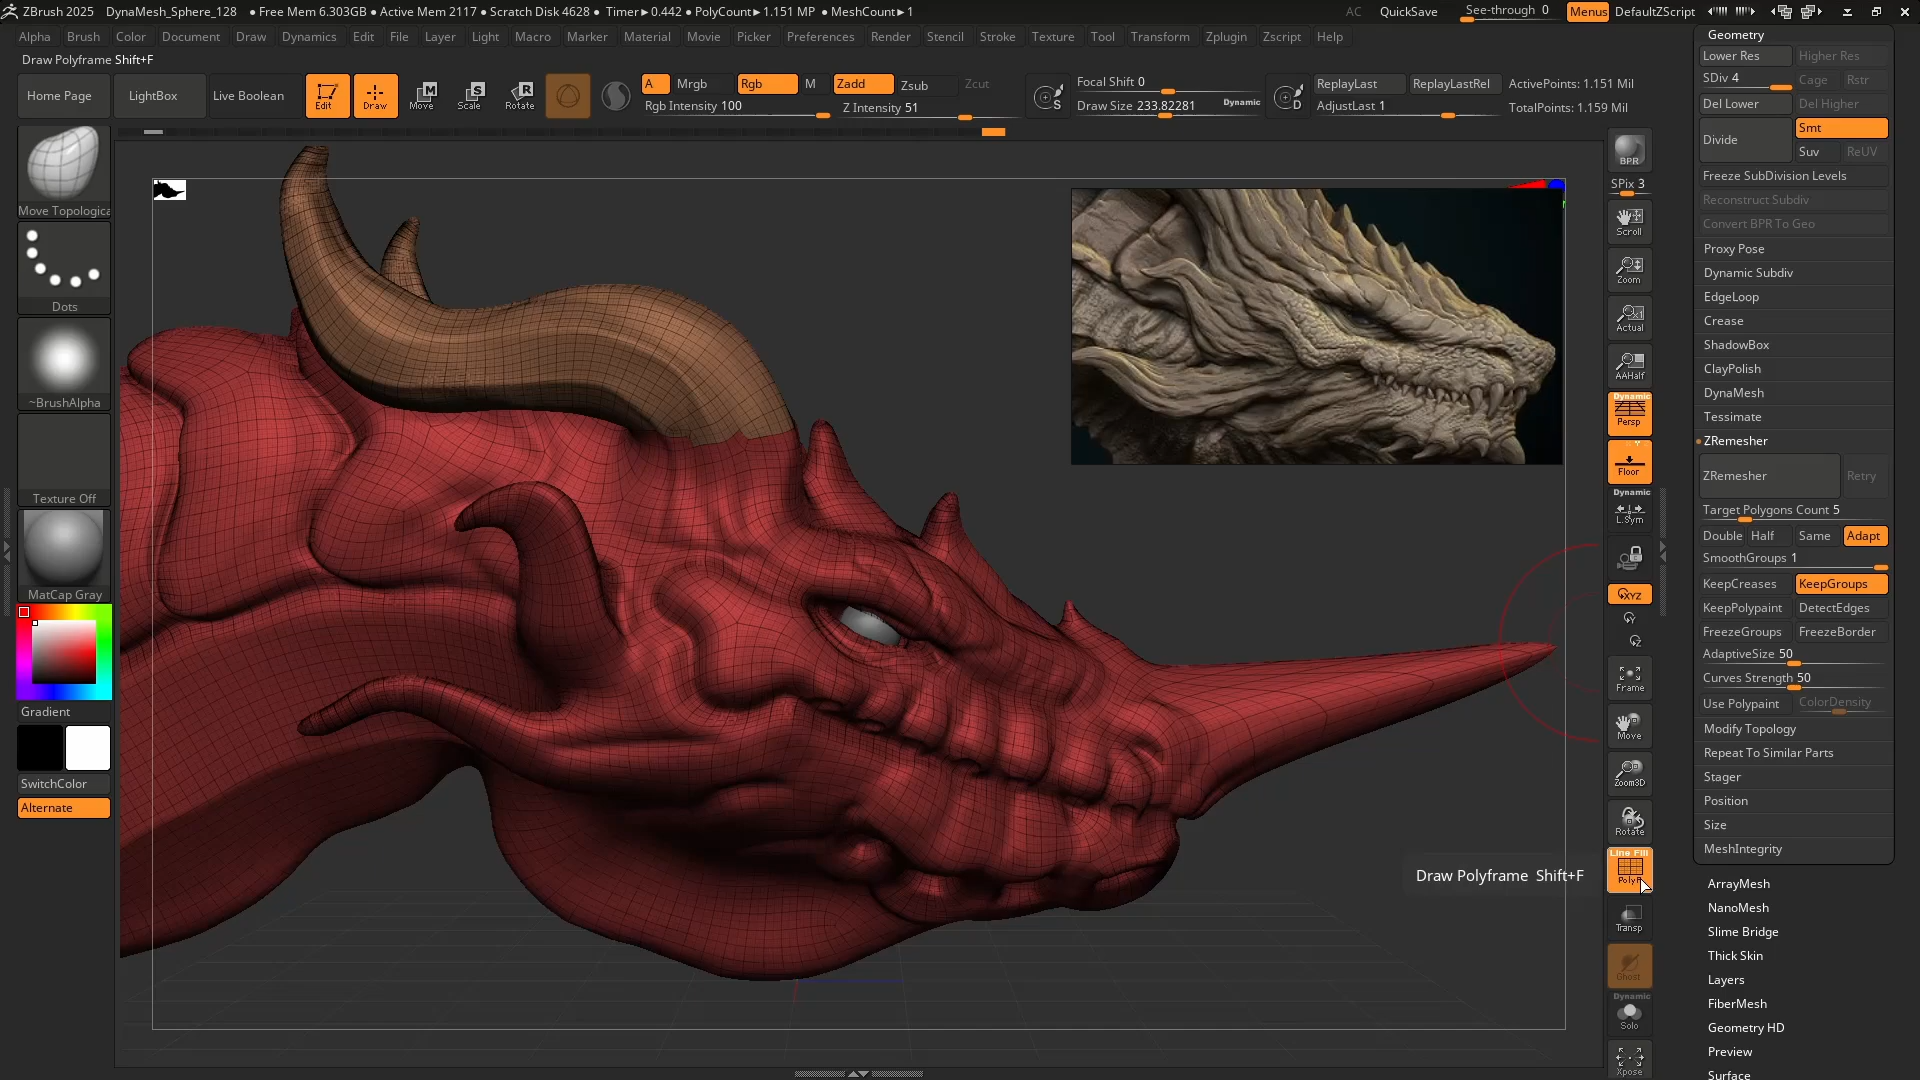 ZBrush 2025 DynaMesh_Sphere_128 • Free Mem 6.303GB • Active Mem 2117 • Scratch Disk 4628 • Timer►0.442 • PolyCount►1.151 MP • MeshCount►1 AC QuickSave See-through 0 Menus DefaultZScript
Alpha Brush Color Document Draw Dynamics Edit File Layer Light Macro Marker Material Movie Picker Preferences Render Stencil Stroke Texture Tool Transform Zplugin Zscript Help
Draw Polyframe Shift+F
Home Page LightBox Live Boolean Edit Draw Move Scale Rotate
M S R
A Mrgb Rgb M Zadd Zsub Zcut
Rgb Intensity 100 Z Intensity 51
S Focal Shift 0
Draw Size 233.82281 Dynamic
D ReplayLast ReplayLastRel ActivePoints: 1.151 Mil
AdjustLast 1 TotalPoints: 1.159 Mil
Move Topologica
Dots
~BrushAlpha
Texture Off
MatCap Gray
Gradient
SwitchColor
Alternate
BPR
SPix 3
Scroll
Zoom
Actual
AAHalf
Dynamic
Persp
Floor
Dynamic
L.Sym
XYZ
Y
Z
Frame
Move
Zoom3D
Rotate
Line Fill
PolyF
Draw Polyframe Shift+F
Transp
Ghost
Dynamic
Solo
Xpose
Geometry
Lower Res Higher Res
SDiv 4 Cage Rstr
Del Lower Del Higher
Divide Smt
Suv ReUV
Freeze SubDivision Levels
Reconstruct Subdiv
Convert BPR To Geo
Proxy Pose
Dynamic Subdiv
EdgeLoop
Crease
ShadowBox
ClayPolish
DynaMesh
Tessimate
ZRemesher
ZRemesher Retry
Target Polygons Count 5
Double Half Same Adapt
SmoothGroups 1
KeepCreases KeepGroups
KeepPolypaint DetectEdges
FreezeGroups FreezeBorder
AdaptiveSize 50
Curves Strength 50
Use Polypaint ColorDensity
Modify Topology
Repeat To Similar Parts
Stager
Position
Size
MeshIntegrity
ArrayMesh
NanoMesh
Slime Bridge
Thick Skin
Layers
FiberMesh
Geometry HD
Preview
Surface